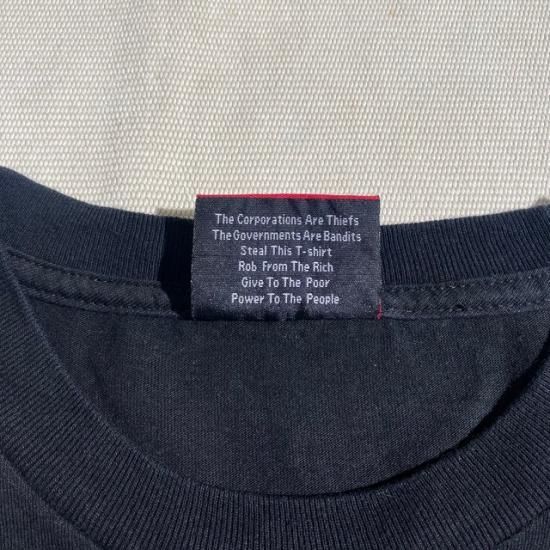 The Corporations Are Thiefs
The Governments Are Bandits
Steal This T-shirt
Rob From The Rich
Give To The Poor
Power To The People